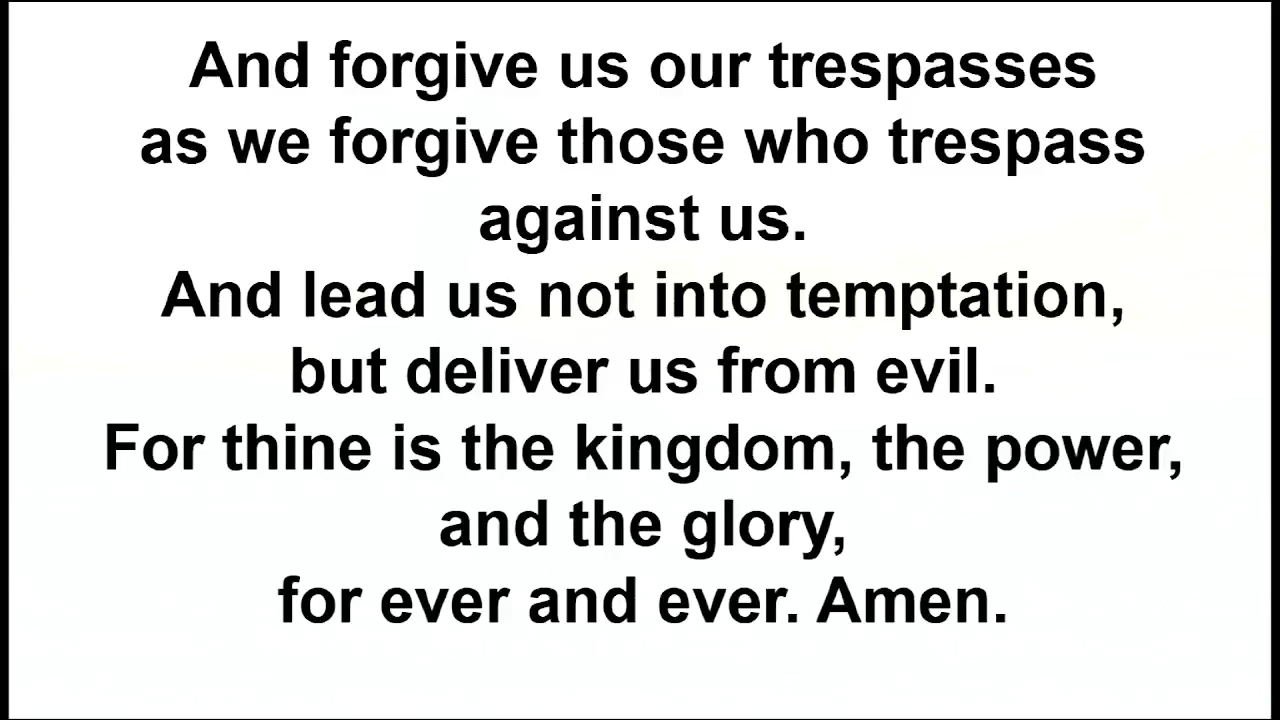 And forgive us our trespasses
as we forgive those who trespass
against us.
And lead us not into temptation,
but deliver us from evil.
For thine is the kingdom, the power,
and the glory,
for ever and ever. Amen.